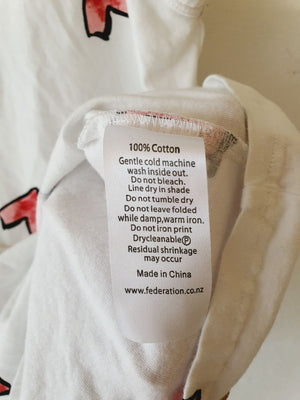 100% Cotton
Gentle cold machine
wash inside out.
Do not bleach.
Line dry in shade
Do not tumble dry
Do not leave folded
while damp,warm iron.
Do not iron print
Drycleanable Ⓟ
Residual shrinkage
may occur
Made in China
www.federation.co.nz